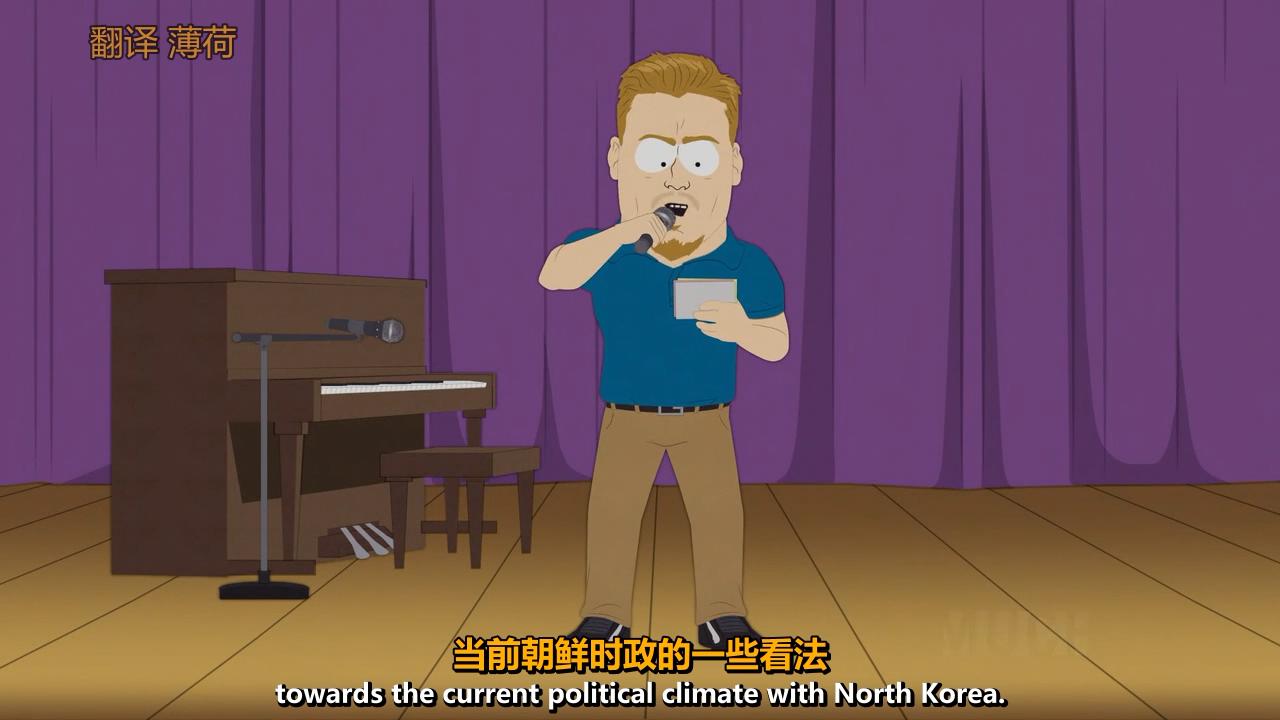 翻译 薄荷
当前朝鲜时政的一些看法
towards the current political climate with North Korea.